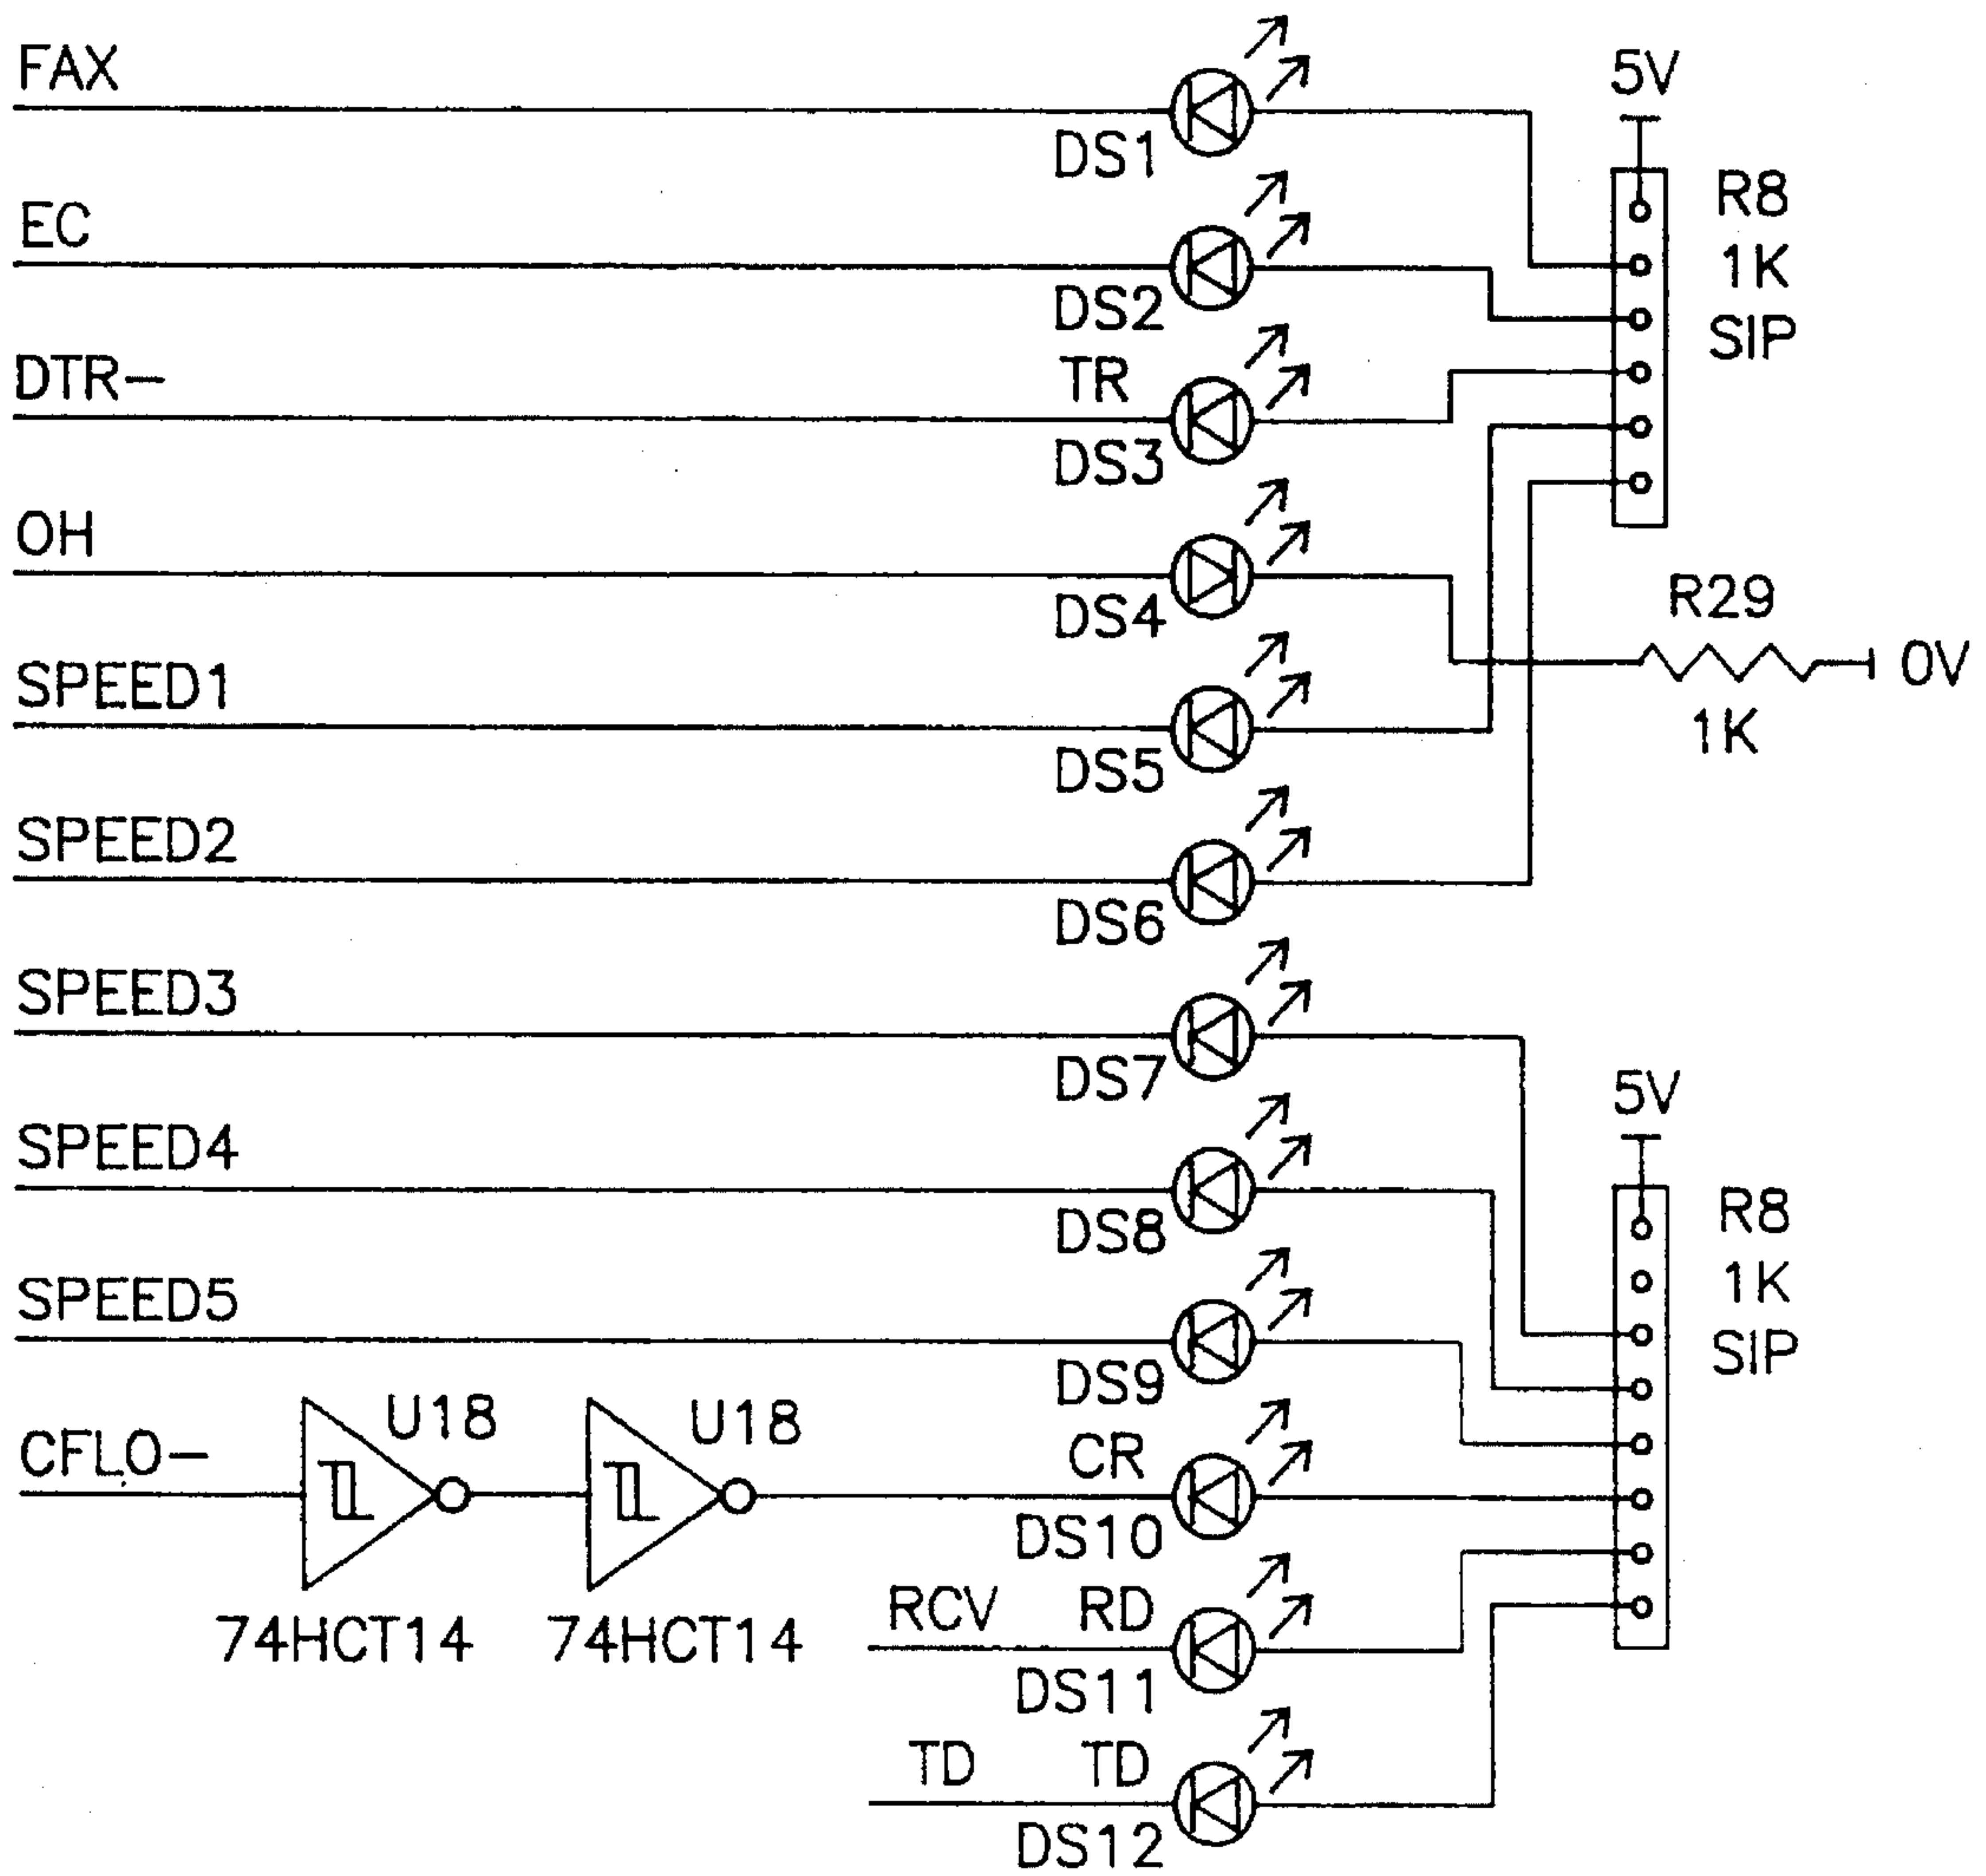 FAX
DS1
5V
R8
1K
SIP
EC
DS2
DTR-
TR
DS3
OH
DS4
R29
0V
1K
SPEED1
DS5
SPEED2
DS6
SPEED3
DS7
5V
R8
1K
SIP
SPEED4
DS8
SPEED5
DS9
CFLO-
U18
U18
CR
DS10
74HCT14
74HCT14
RCV
RD
DS11
TD
TD
DS12